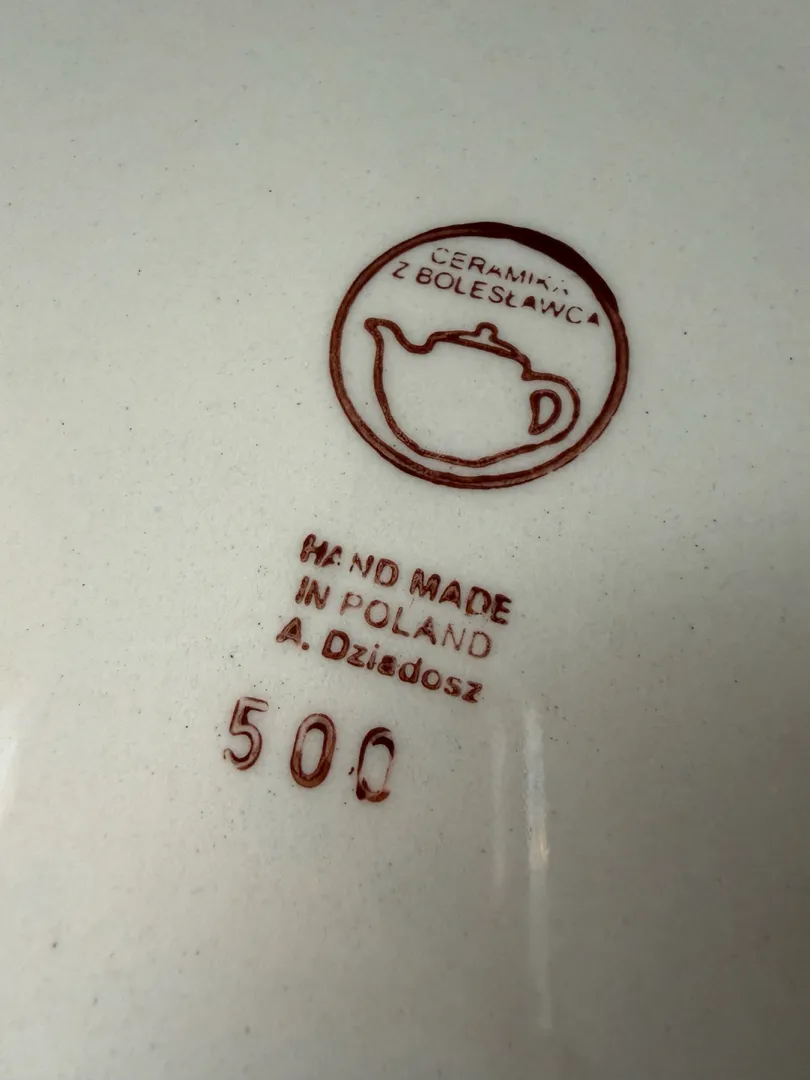 CERAMIKA
Z BOLESŁAWCA
HAND MADE
IN POLAND
A. Dziadosz
500